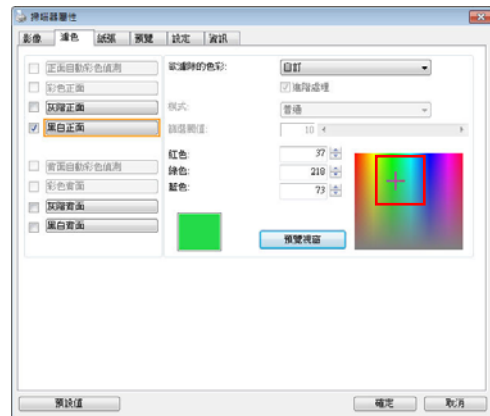 掃描器屬性
影像 濾色 紙張 預覽 設定 資訊
正面自動彩色偵測
彩色正面
灰階正面
黑白正面
背面自動彩色偵測
彩色背面
灰階背面
黑白背面
欲濾除的色彩: 自訂
進階處理
模式: 普通
篩選閥值: 10
紅色: 37
綠色: 218
藍色: 73
預覽視窗
預設值 確定 取消